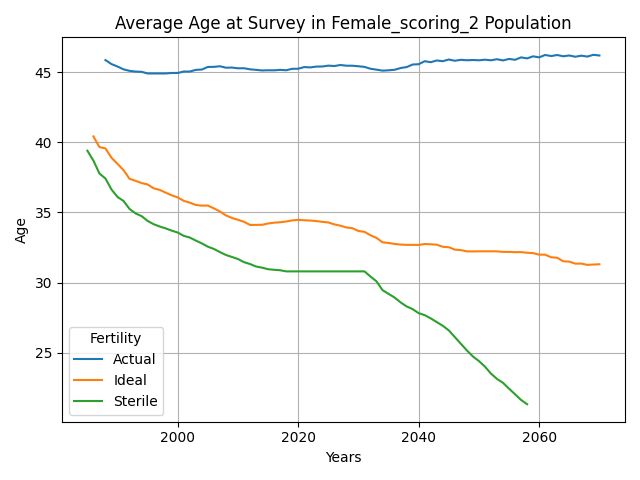 Average Age at Survey in Female_scoring_2 Population
Age
45
40
35
30
25
Fertility
Actual
Ideal
Sterile
2000
2020
2040
2060
Years